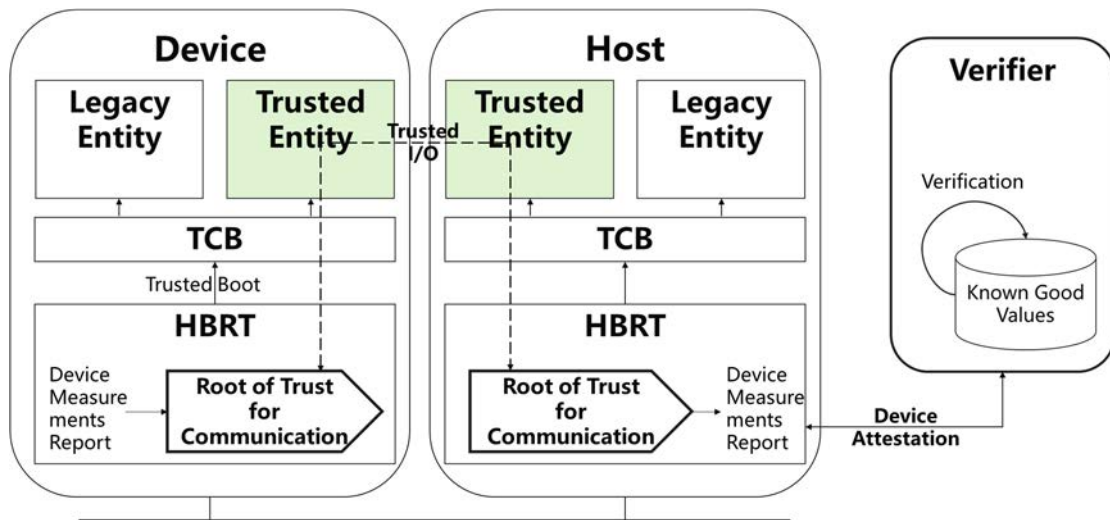 Device
Legacy
Entity
Trusted
Entity
TCB
Trusted Boot
HBRT
Device
Measure
ments
Report
Root of Trust
for
Communication
Trusted
I/O
Host
Trusted
Entity
Legacy
Entity
TCB
HBRT
Root of Trust
for
Communication
Device
Measure
ments
Report
Device
Attestation
Verifier
Verification
Known Good
Values